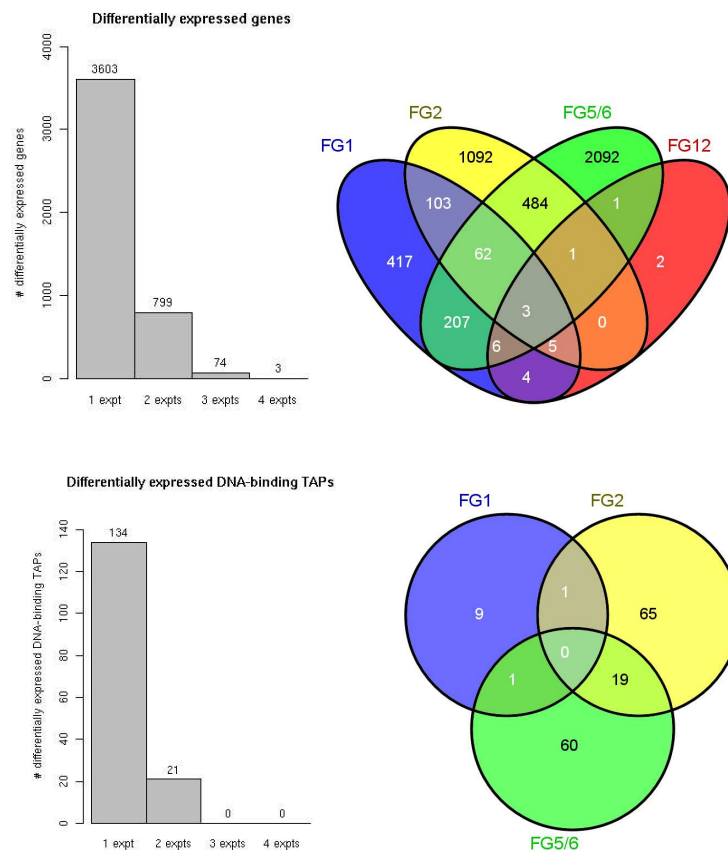 Differentially expressed genes
# differentially expressed genes
4000
3000
2000
1000
0
3603
799
74
3
1 expt
2 expts
3 expts
4 expts
FG1
FG2
FG5/6
FG12
1092
2092
103
484
1
417
62
1
2
3
207
0
6
5
4
Differentially expressed DNA-binding TAPs
# differentially expressed DNA-binding TAPs
140
120
100
80
60
40
20
0
134
21
0
0
1 expt
2 expts
3 expts
4 expts
FG1
FG2
1
9
65
0
1
19
60
FG5/6